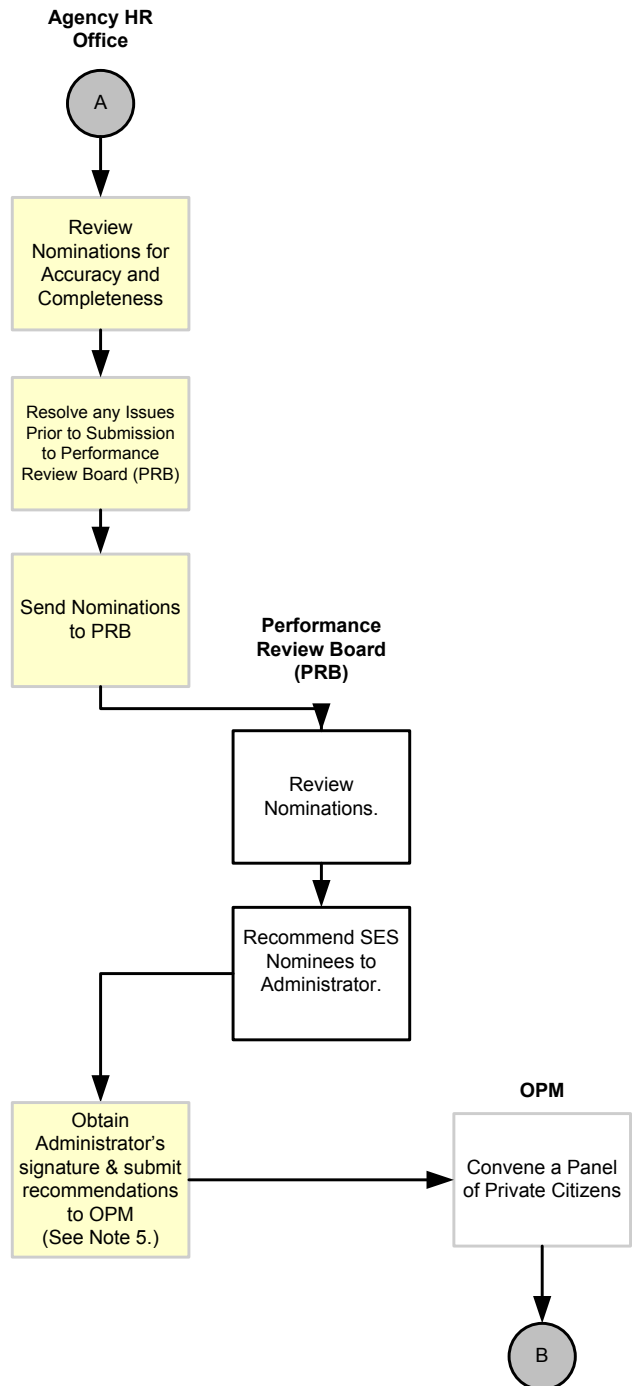 Agency HR
Office
A
Review
Nominations for
Accuracy and
Completeness
Resolve any Issues
Prior to Submission
to Performance
Review Board (PRB)
Send Nominations
to PRB
Performance
Review Board
(PRB)
Review
Nominations.
Recommend SES
Nominees to
Administrator.
Obtain
Administrator's
signature & submit
recommendations
to OPM
(See Note 5.)
OPM
Convene a Panel
of Private Citizens
B